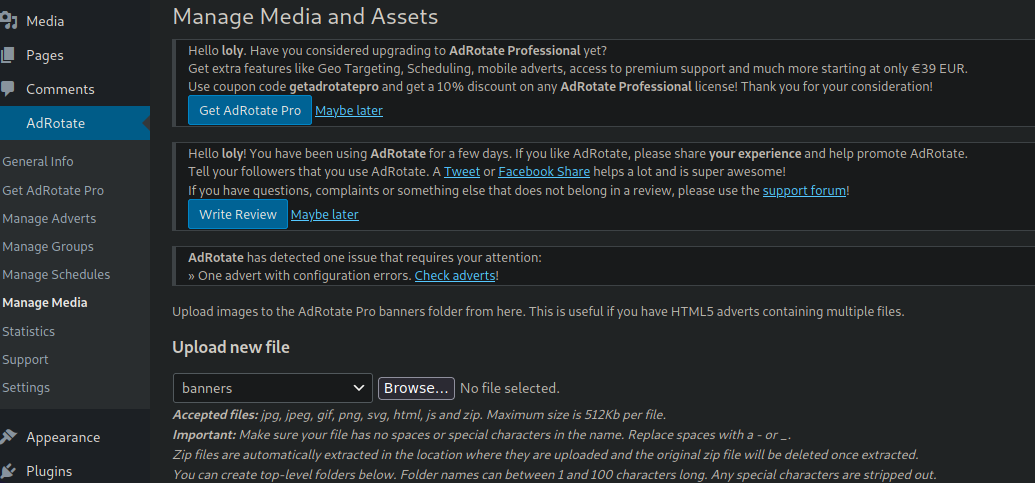 Media
Pages
Comments
AdRotate
General Info
Get AdRotate Pro
Manage Adverts
Manage Groups
Manage Schedules
Manage Media
Statistics
Support
Settings
Appearance
Plugins
Manage Media and Assets
Hello loly. Have you considered upgrading to AdRotate Professional yet?
Get extra features like Geo Targeting, Scheduling, mobile adverts, access to premium support and much more starting at only €39 EUR.
Use coupon code getadrotatepro and get a 10% discount on any AdRotate Professional license! Thank you for your consideration!
Get AdRotate Pro Maybe later
Hello loly! You have been using AdRotate for a few days. If you like AdRotate, please share your experience and help promote AdRotate.
Tell your followers that you use AdRotate. A Tweet or Facebook Share helps a lot and is super awesome!
If you have questions, complaints or something else that does not belong in a review, please use the support forum!
Write Review Maybe later
AdRotate has detected one issue that requires your attention:
» One advert with configuration errors. Check adverts!
Upload images to the AdRotate Pro banners folder from here. This is useful if you have HTML5 adverts containing multiple files.
Upload new file
banners Browse... No file selected.
Accepted files: jpg, jpeg, gif, png, svg, html, js and zip. Maximum size is 512Kb per file.
Important: Make sure your file has no spaces or special characters in the name. Replace spaces with a - or _.
Zip files are automatically extracted in the location where they are uploaded and the original zip file will be deleted once extracted.
You can create top-level folders below. Folder names can between 1 and 100 characters long. Any special characters are stripped out.